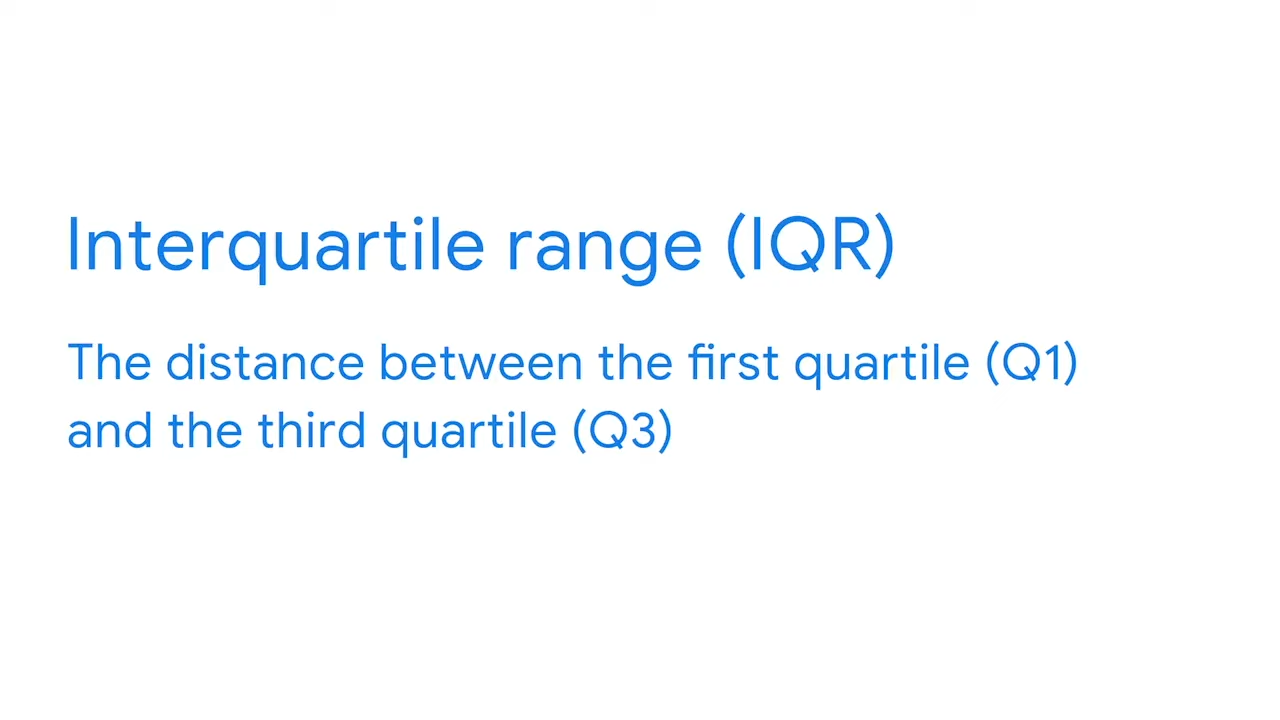 Interquartile range (IQR)
The distance between the first quartile (Q1)
and the third quartile (Q3)